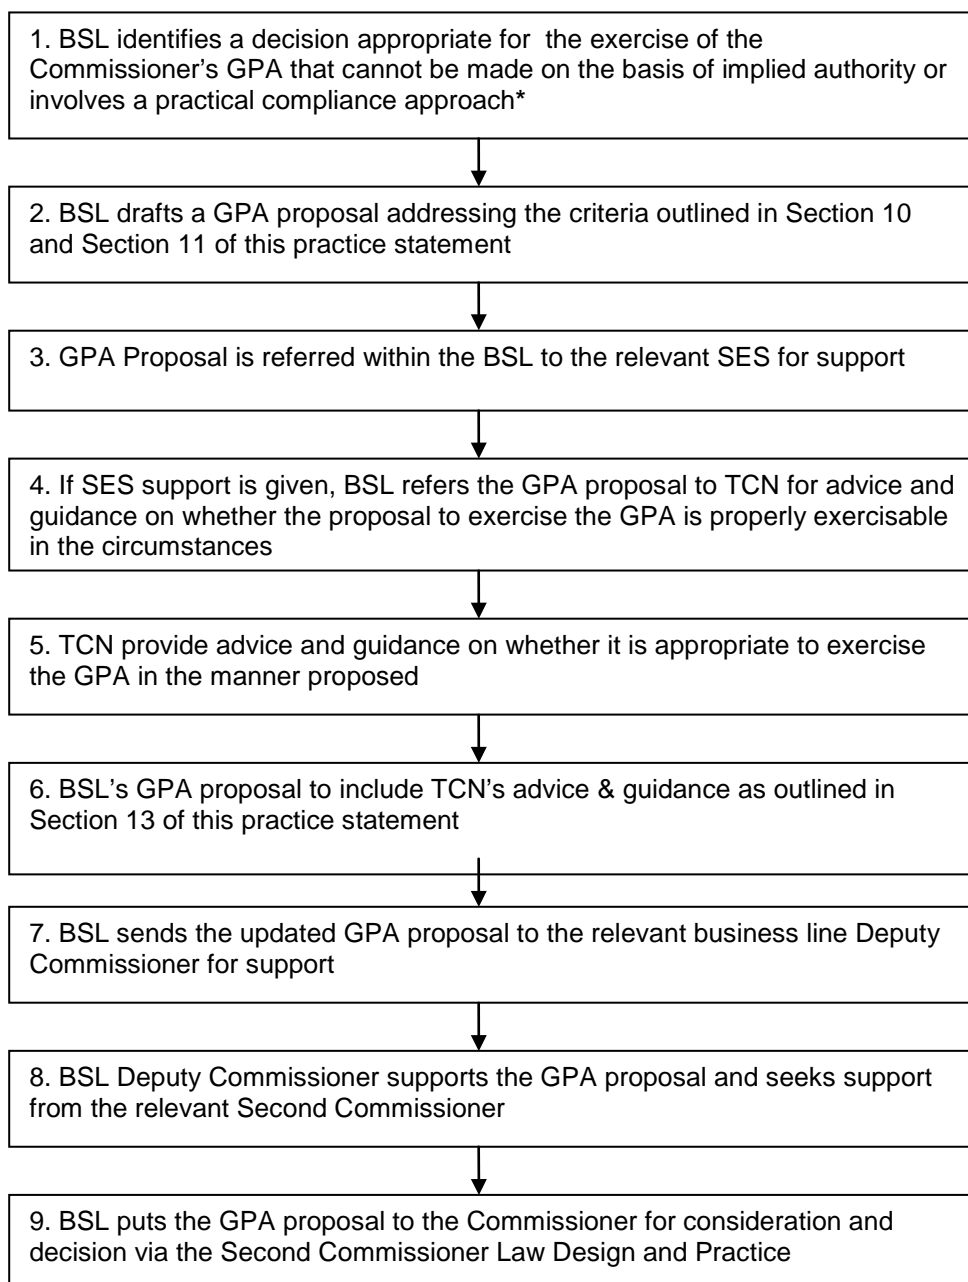 1. BSL identifies a decision appropriate for  the exercise of the
Commissioner's GPA that cannot be made on the basis of implied authority or
involves a practical compliance approach*
2. BSL drafts a GPA proposal addressing the criteria outlined in Section 10
and Section 11 of this practice statement
3. GPA Proposal is referred within the BSL to the relevant SES for support
4. If SES support is given, BSL refers the GPA proposal to TCN for advice and
guidance on whether the proposal to exercise the GPA is properly exercisable
in the circumstances
5. TCN provide advice and guidance on whether it is appropriate to exercise
the GPA in the manner proposed
6. BSL's GPA proposal to include TCN's advice & guidance as outlined in
Section 13 of this practice statement
7. BSL sends the updated GPA proposal to the relevant business line Deputy
Commissioner for support
8. BSL Deputy Commissioner supports the GPA proposal and seeks support
from the relevant Second Commissioner
9. BSL puts the GPA proposal to the Commissioner for consideration and
decision via the Second Commissioner Law Design and Practice